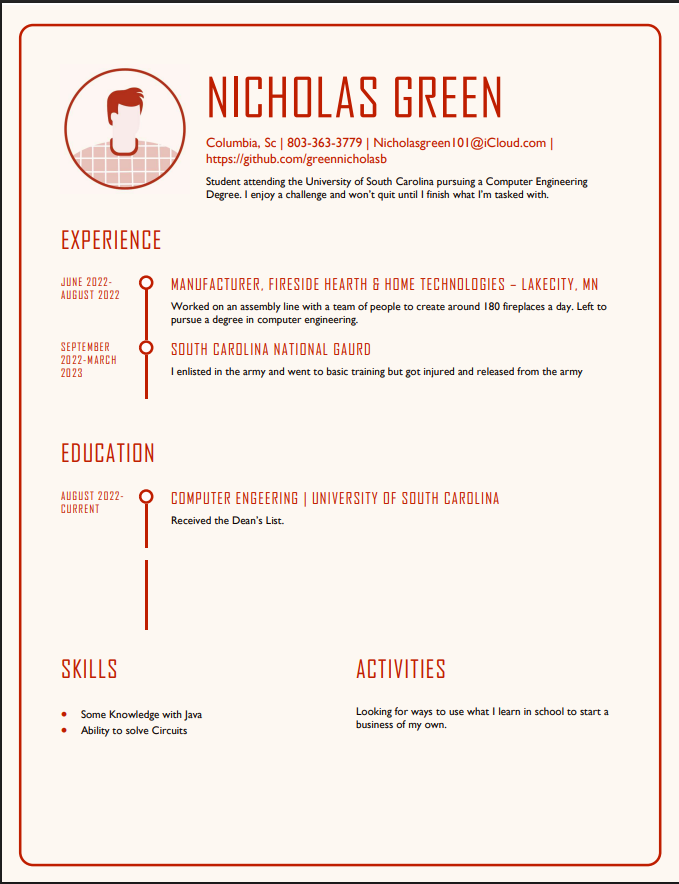 NICHOLAS GREEN
Columbia, Sc | 803-363-3779 | Nicholasgreen101@iCloud.com |
https://github.com/greennicholasb
Student attending the University of South Carolina pursuing a Computer Engineering
Degree. I enjoy a challenge and won't quit until I finish what I'm tasked with.
EXPERIENCE
JUNE 2022-
AUGUST 2022
MANUFACTURER, FIRESIDE HEARTH & HOME TECHNOLOGIES – LAKECITY, MN
Worked on an assembly line with a team of people to create around 180 fireplaces a day. Left to
pursue a degree in computer engineering.
SEPTEMBER
2022-MARCH
2023
SOUTH CAROLINA NATIONAL GAURD
I enlisted in the army and went to basic training but got injured and released from the army
EDUCATION
AUGUST 2022-
CURRENT
COMPUTER ENGEERING | UNIVERSITY OF SOUTH CAROLINA
Received the Dean's List.
SKILLS
• Some Knowledge with Java
• Ability to solve Circuits
ACTIVITIES
Looking for ways to use what I learn in school to start a
business of my own.